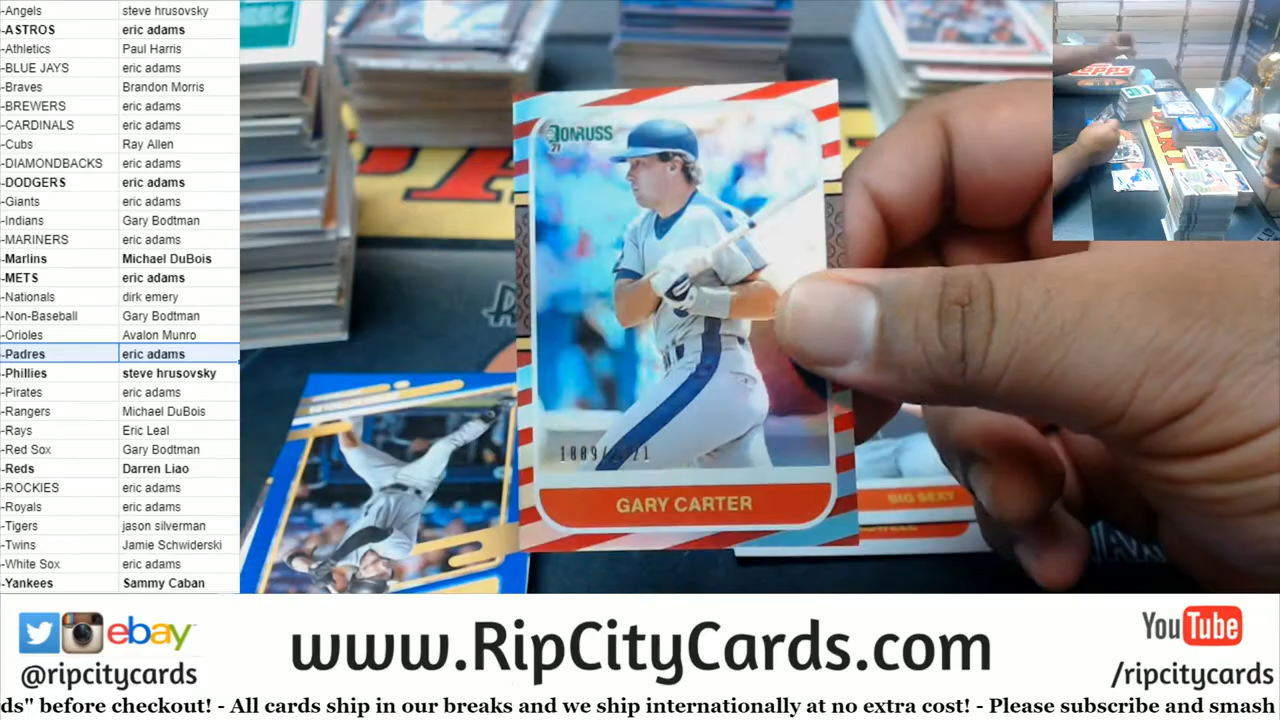 -Angels steve hrusovsky
-ASTROS eric adams
-Athletics Paul Harris
-BLUE JAYS eric adams
-Braves Brandon Morris
-BREWERS eric adams
-CARDINALS eric adams
-Cubs Ray Allen
-DIAMONDBACKS eric adams
-DODGERS eric adams
-Giants eric adams
-Indians Gary Bodtman
-MARINERS eric adams
-Marlins Michael DuBois
-METS eric adams
-Nationals dirk emery
-Non-Baseball Gary Bodtman
-Orioles Avalon Munro
-Padres eric adams
-Phillies steve hrusovsky
-Pirates eric adams
-Rangers Michael DuBois
-Rays Eric Leal
-Red Sox Gary Bodtman
-Reds Darren Liao
-ROCKIES eric adams
-Royals eric adams
-Tigers jason silverman
-Twins Jamie Schwiderski
-White Sox eric adams
-Yankees Sammy Caban
DONRUSS
21
GARY CARTER
BIG SEXY
Topps
ebay
@ripcitycards
www.RipCityCards.com
YouTube
/ripcitycards
ds" before checkout! - All cards ship in our breaks and we ship internationally at no extra cost! - Please subscribe and smash